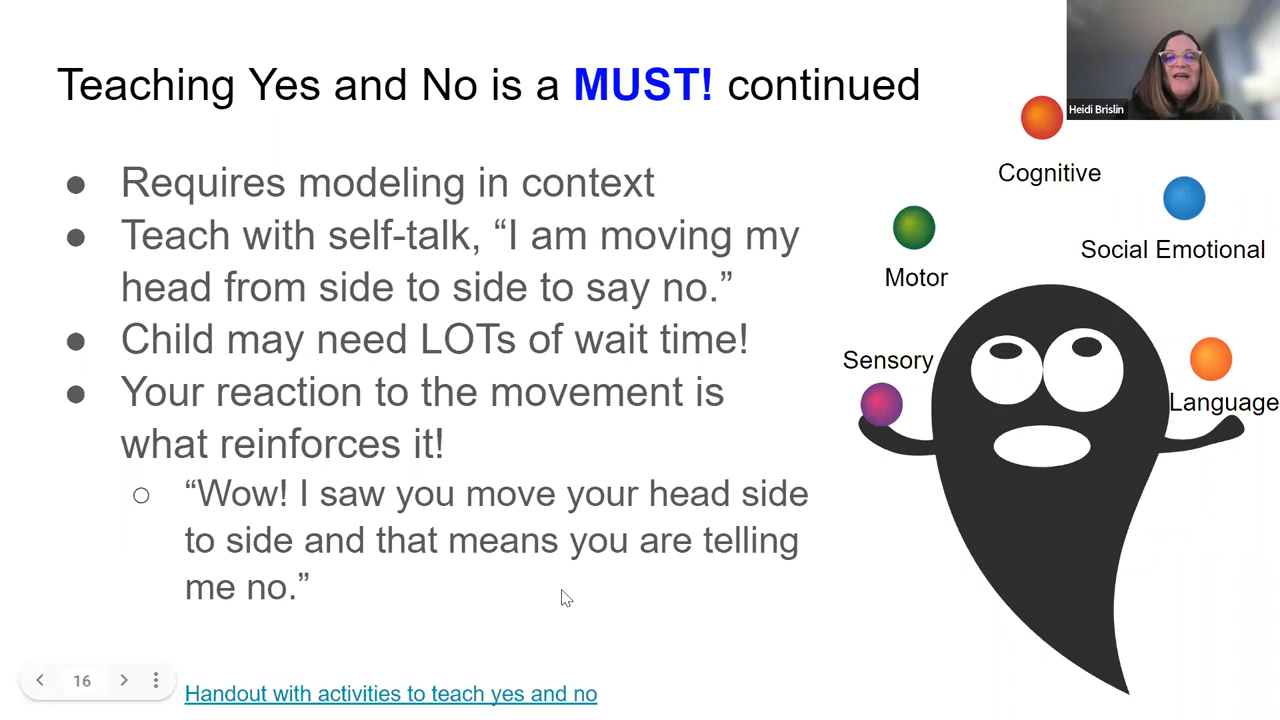 Teaching Yes and No is a MUST! continued
Heidi Brislin
● Requires modeling in context
● Teach with self-talk, “I am moving my
head from side to side to say no.”
● Child may need LOTs of wait time!
● Your reaction to the movement is
what reinforces it!
○ “Wow! I saw you move your head side
to side and that means you are telling
me no.”
Cognitive
Social Emotional
Motor
Sensory
Language
16
Handout with activities to teach yes and no